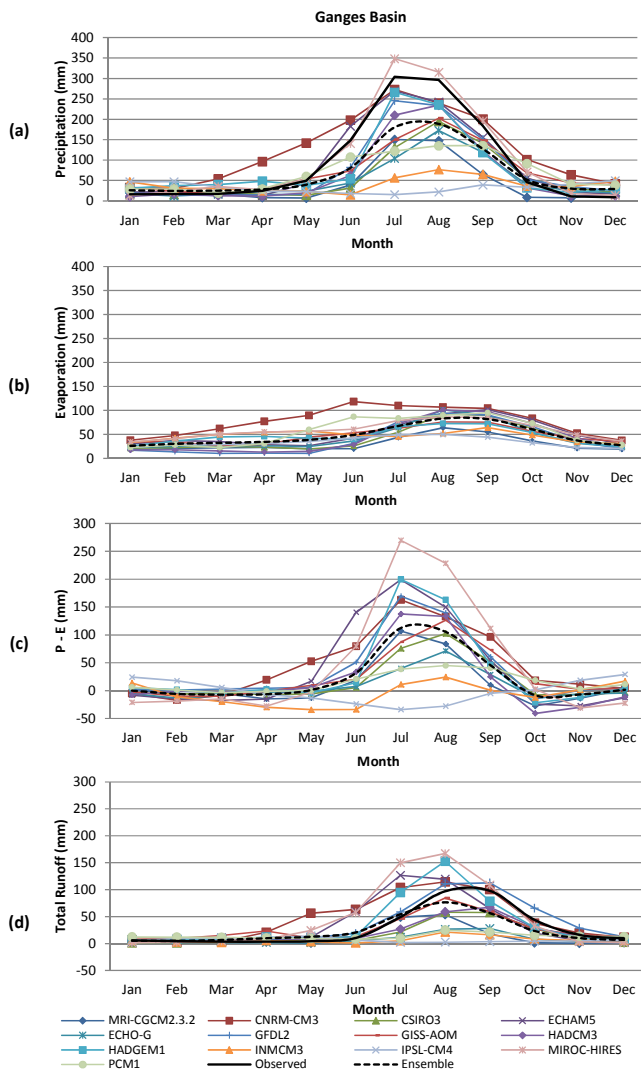 Ganges Basin
(a)
Precipitation (mm)
400
350
300
250
200
150
100
50
0
Jan Feb Mar Apr May Jun Jul Aug Sep Oct Nov Dec
Month
(b)
Evaporation (mm)
400
350
300
250
200
150
100
50
0
Jan Feb Mar Apr May Jun Jul Aug Sep Oct Nov Dec
Month
(c)
P - E (mm)
300
250
200
150
100
50
0
-50
Jan Feb Mar Apr May Jun Jul Aug Sep Oct Nov Dec
Month
(d)
Total Runoff (mm)
300
250
200
150
100
50
0
-50
Jan Feb Mar Apr May Jun Jul Aug Sep Oct Nov Dec
Month
MRI-CGCM2.3.2 CNRM-CM3 CSIRO3 ECHAM5
ECHO-G GFDL2 GISS-AOM HADCM3
HADGEM1 INMCM3 IPSL-CM4 MIROC-HIRES
PCM1 Observed Ensemble